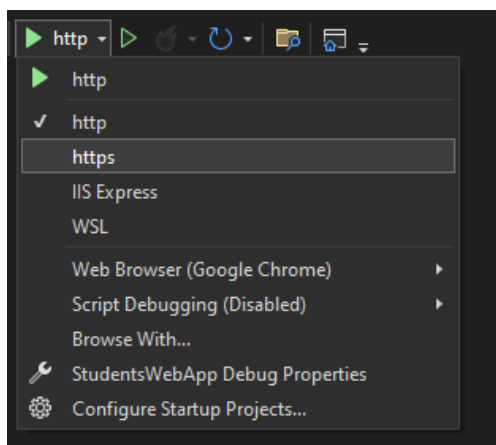 http
http
http
https
IIS Express
WSL
Web Browser (Google Chrome)
Script Debugging (Disabled)
Browse With...
StudentsWebApp Debug Properties
Configure Startup Projects...